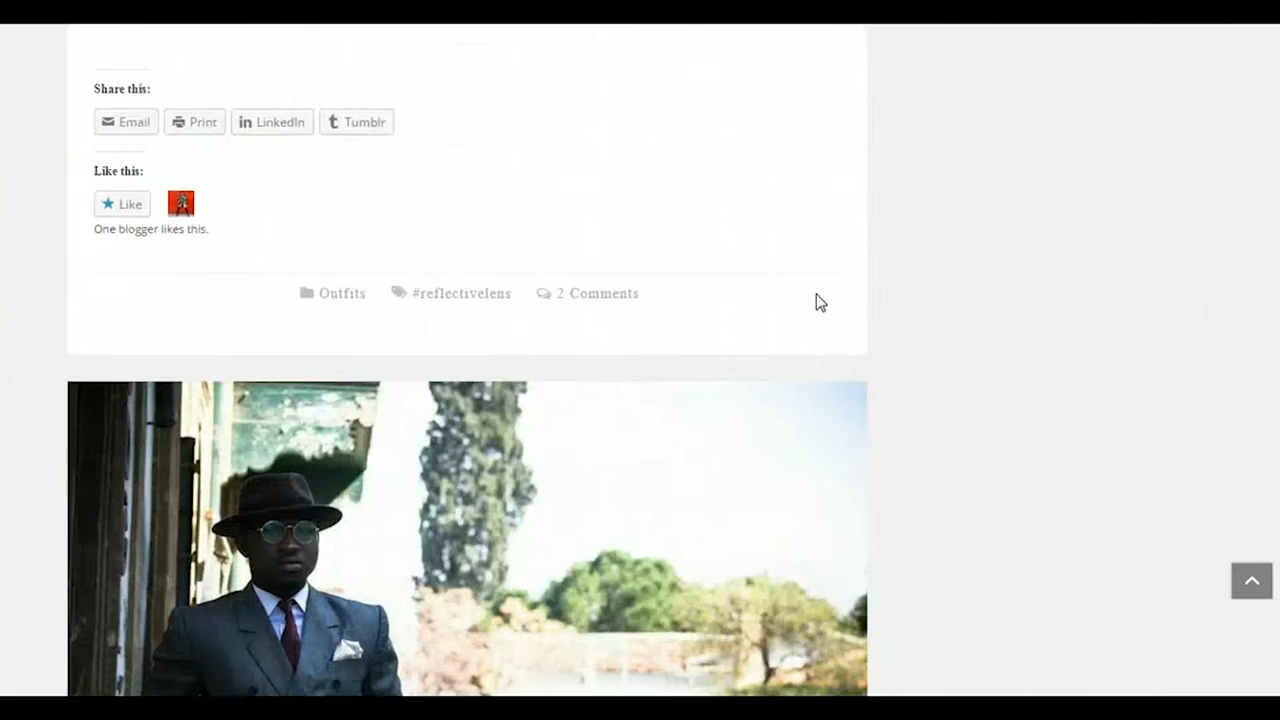 Share this:
Email Print LinkedIn Tumblr
Like this:
Like
One blogger likes this.
Outfits #reflectivelens 2 Comments